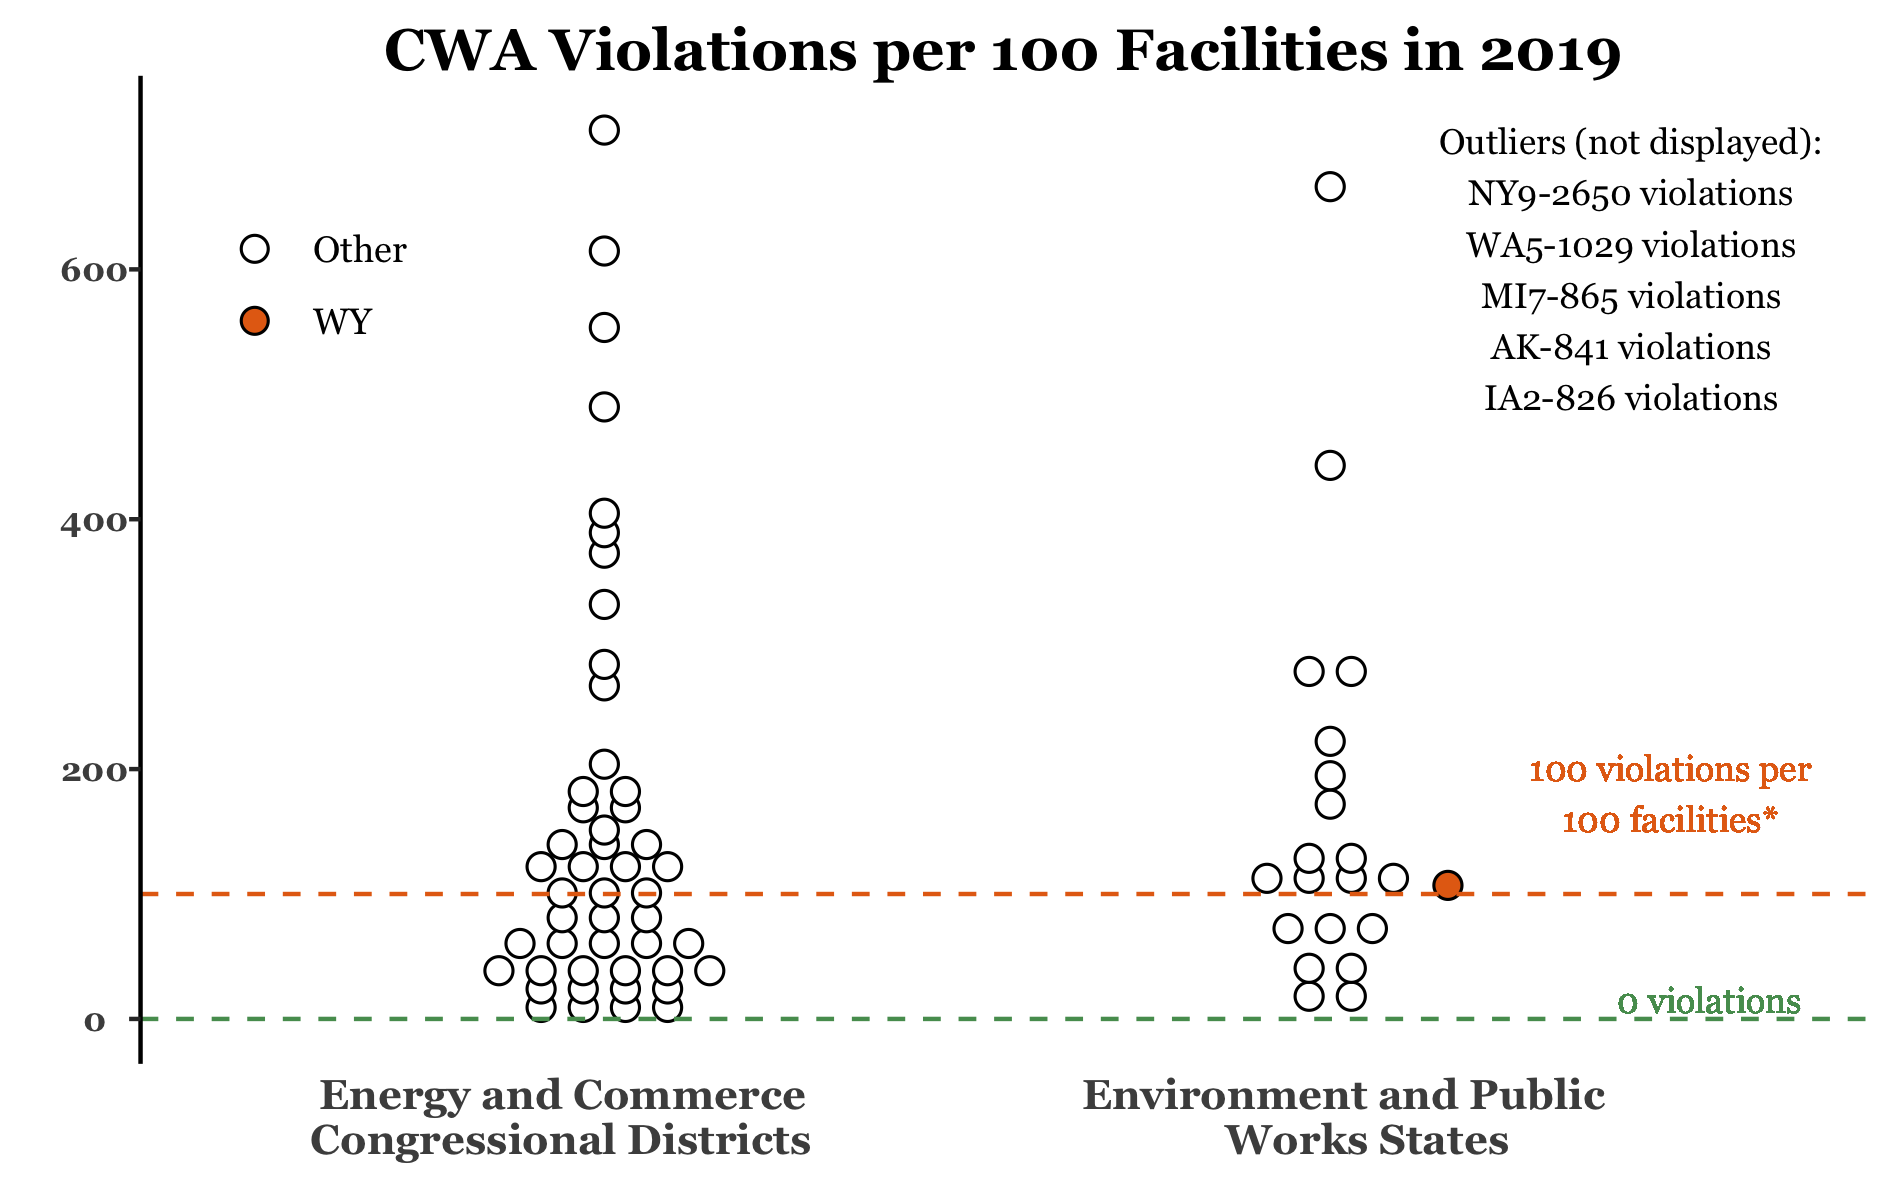 CWA Violations per 100 Facilities in 2019
Outliers (not displayed):
NY9-2650 violations
WA5-1029 violations
MI7-865 violations
AK-841 violations
IA2-826 violations
Other
WY
600
400
200
0
100 violations per
100 facilities*
0 violations
Energy and Commerce
Congressional Districts
Environment and Public
Works States